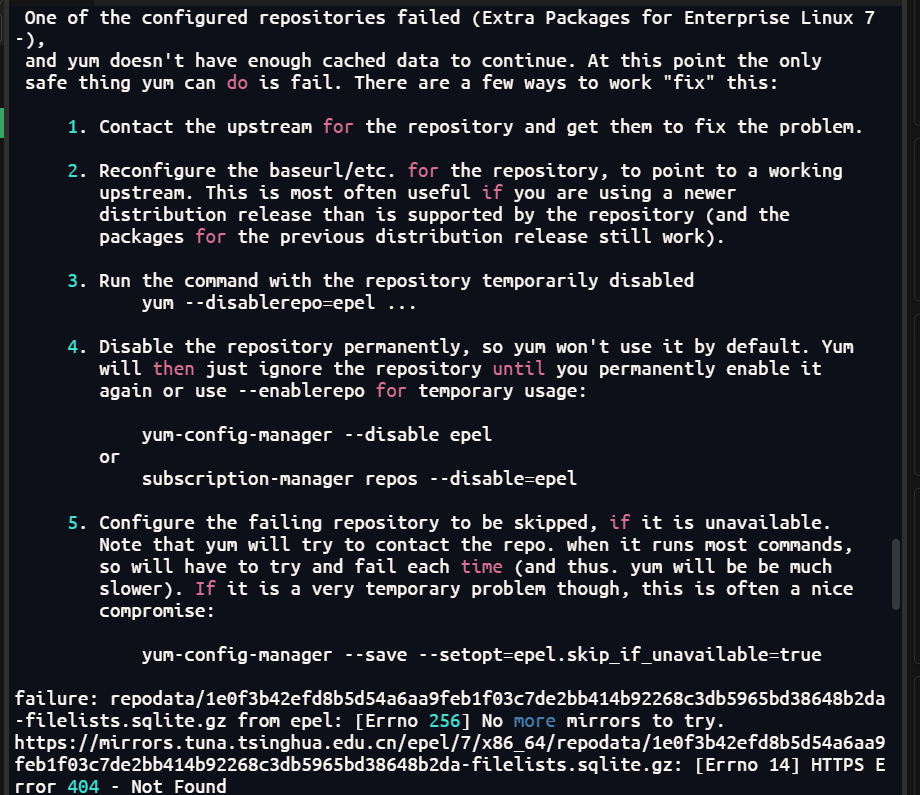 One of the configured repositories failed (Extra Packages for Enterprise Linux 7
-),
and yum doesn't have enough cached data to continue. At this point the only
safe thing yum can do is fail. There are a few ways to work "fix" this:
1. Contact the upstream for the repository and get them to fix the problem.
2. Reconfigure the baseurl/etc. for the repository, to point to a working
upstream. This is most often useful if you are using a newer
distribution release than is supported by the repository (and the
packages for the previous distribution release still work).
3. Run the command with the repository temporarily disabled
yum --disablerepo=epel ...
4. Disable the repository permanently, so yum won't use it by default. Yum
will then just ignore the repository until you permanently enable it
again or use --enablerepo for temporary usage:
yum-config-manager --disable epel
or
subscription-manager repos --disable=epel
5. Configure the failing repository to be skipped, if it is unavailable.
Note that yum will try to contact the repo. when it runs most commands,
so will have to try and fail each time (and thus. yum will be be much
slower). If it is a very temporary problem though, this is often a nice
compromise:
yum-config-manager --save --setopt=epel.skip_if_unavailable=true
failure: repodata/1e0f3b42efd8b5d54a6aa9feb1f03c7de2bb414b92268c3db5965bd38648b2da
-filelists.sqlite.gz from epel: [Errno 256] No more mirrors to try.
https://mirrors.tuna.tsinghua.edu.cn/epel/7/x86_64/repodata/1e0f3b42efd8b5d54a6aa9
feb1f03c7de2bb414b92268c3db5965bd38648b2da-filelists.sqlite.gz: [Errno 14] HTTPS E
rror 404 - Not Found